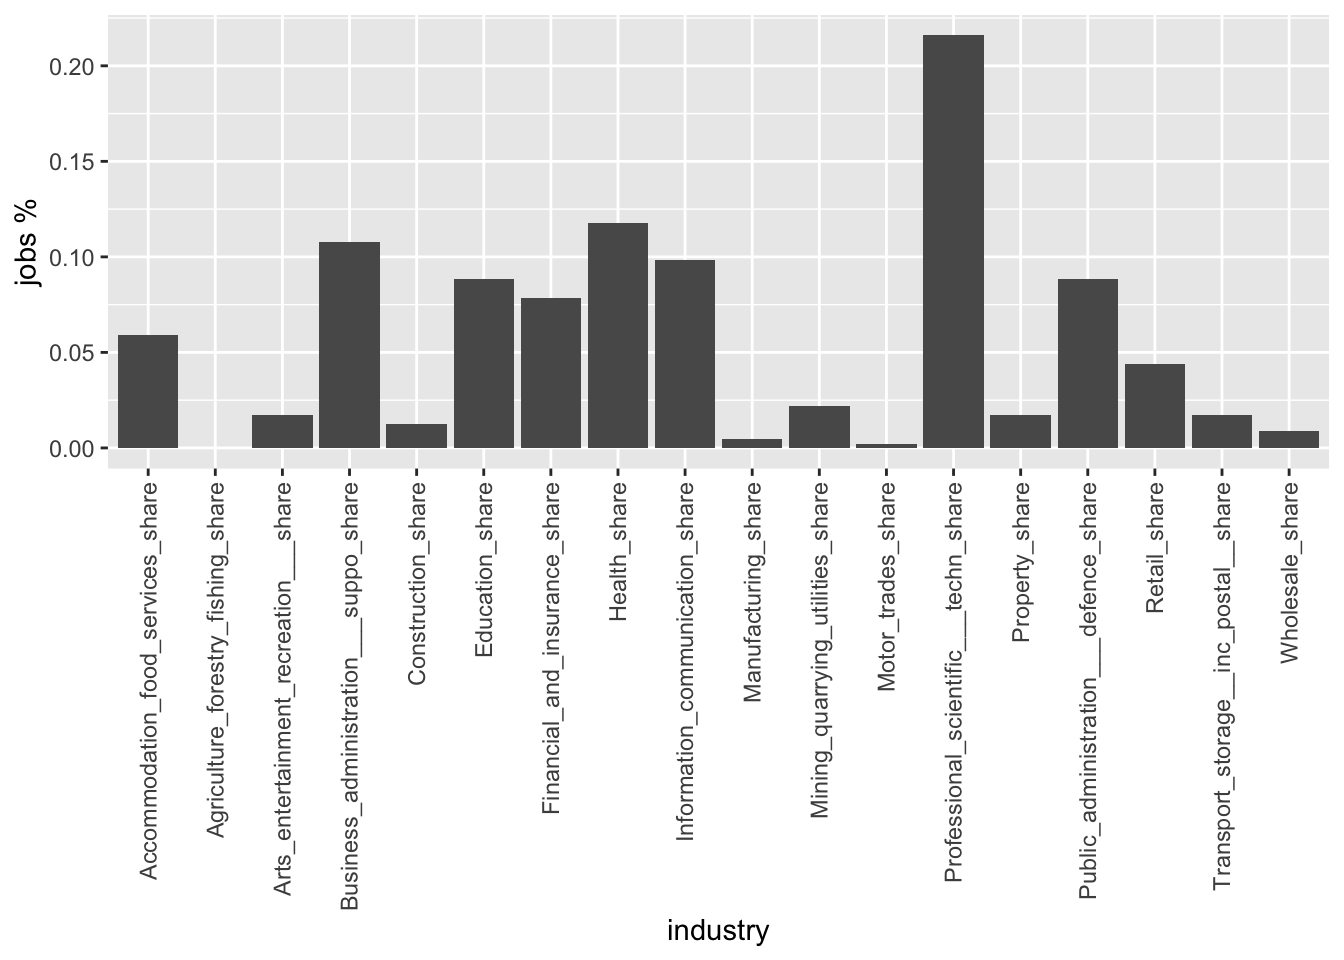 0.20
0.15
0.10
0.05
0.00
jobs %
Accommodation_food_services_share
Agriculture_forestry_fishing_share
Arts_entertainment_recreation___share
Business_administration___suppo_share
Construction_share
Education_share
Financial_and_insurance_share
Health_share
Information_communication_share
Manufacturing_share
Mining_quarrying_utilities_share
Motor_trades_share
Professional_scientific___techn_share
Property_share
Public_administration___defence_share
Retail_share
Transport_storage__inc_postal__share
Wholesale_share
industry